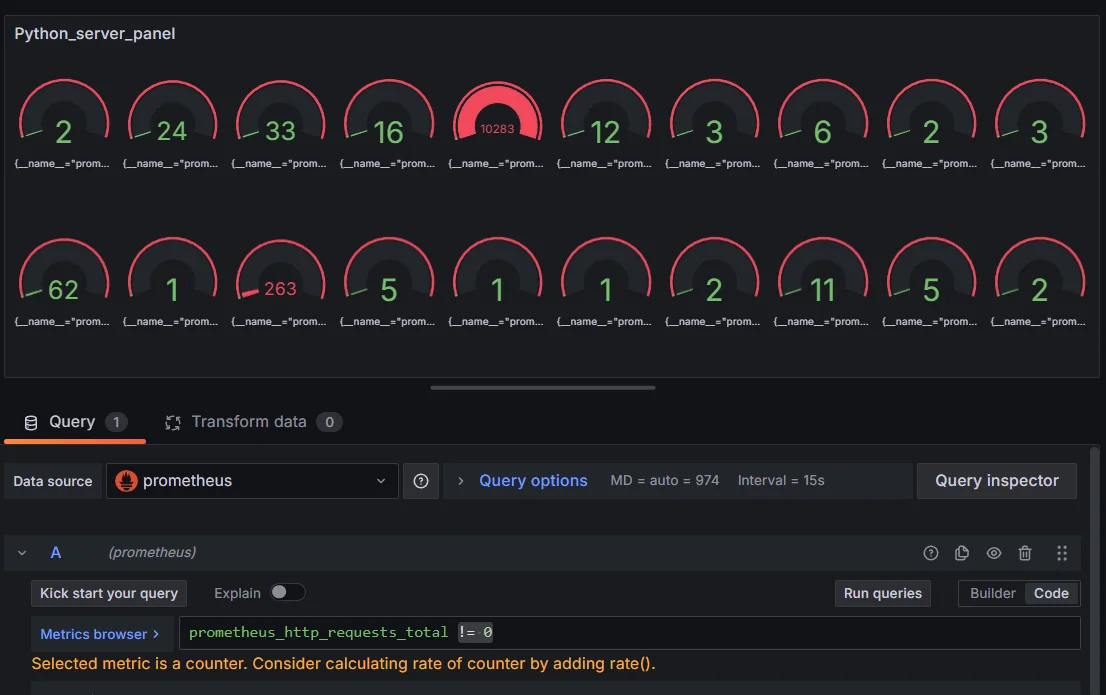 Python_server_panel
2 24 33 16 10283 12 3 6 2 3
{__name__="prom... {__name__="prom... {__name__="prom... {__name__="prom... {__name__="prom... {__name__="prom... {__name__="prom... {__name__="prom... {__name__="prom... {__name__="prom...
62 1 263 5 1 1 2 11 5 2
{__name__="prom... {__name__="prom... {__name__="prom... {__name__="prom... {__name__="prom... {__name__="prom... {__name__="prom... {__name__="prom... {__name__="prom... {__name__="prom...
Query 1 Transform data 0
Data source prometheus Query options MD = auto = 974 Interval = 15s Query inspector
A (prometheus)
Kick start your query Explain Run queries Builder Code
Metrics browser > prometheus_http_requests_total != 0
Selected metric is a counter. Consider calculating rate of counter by adding rate().